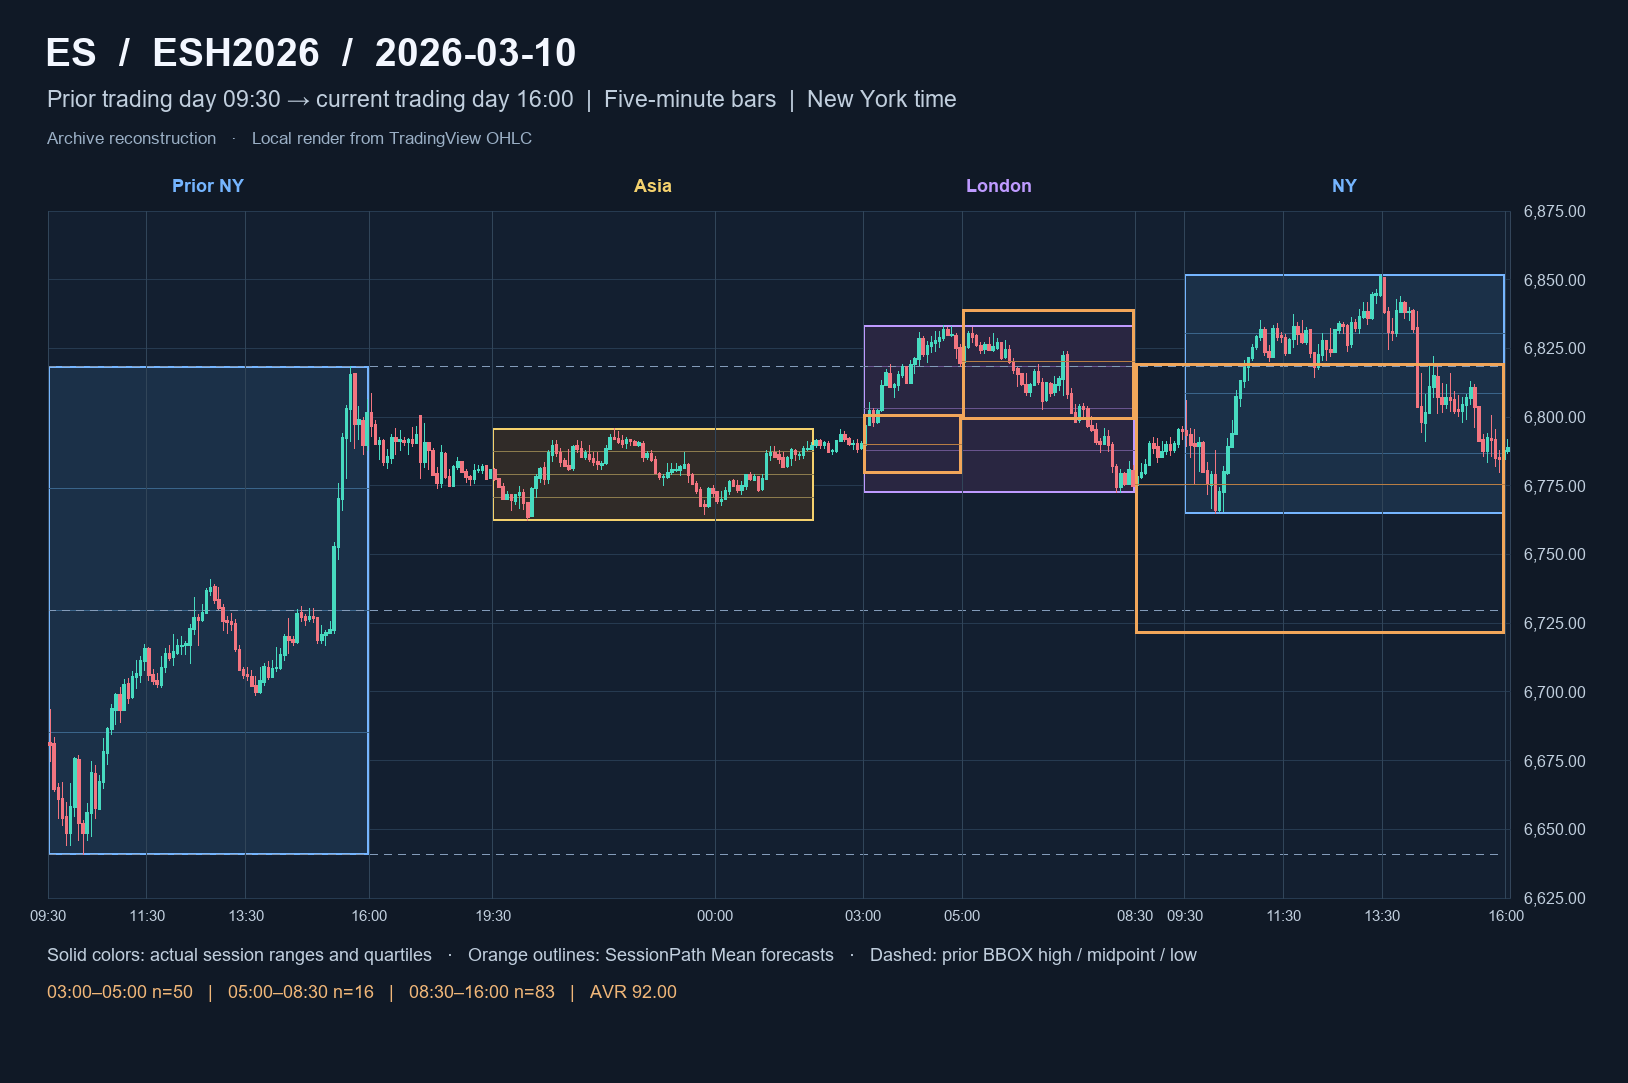 ES / ESH2026 / 2026-03-10
Prior trading day 09:30 → current trading day 16:00 | Five-minute bars | New York time
Archive reconstruction · Local render from TradingView OHLC
Prior NY Asia London NY
6,875.00
6,850.00
6,825.00
6,800.00
6,775.00
6,750.00
6,725.00
6,700.00
6,675.00
6,650.00
6,625.00
09:30 11:30 13:30 16:00 19:30 00:00 03:00 05:00 08:30 09:30 11:30 13:30 16:00
Solid colors: actual session ranges and quartiles · Orange outlines: SessionPath Mean forecasts · Dashed: prior BBOX high / midpoint / low
03:00–05:00 n=50 | 05:00–08:30 n=16 | 08:30–16:00 n=83 | AVR 92.00